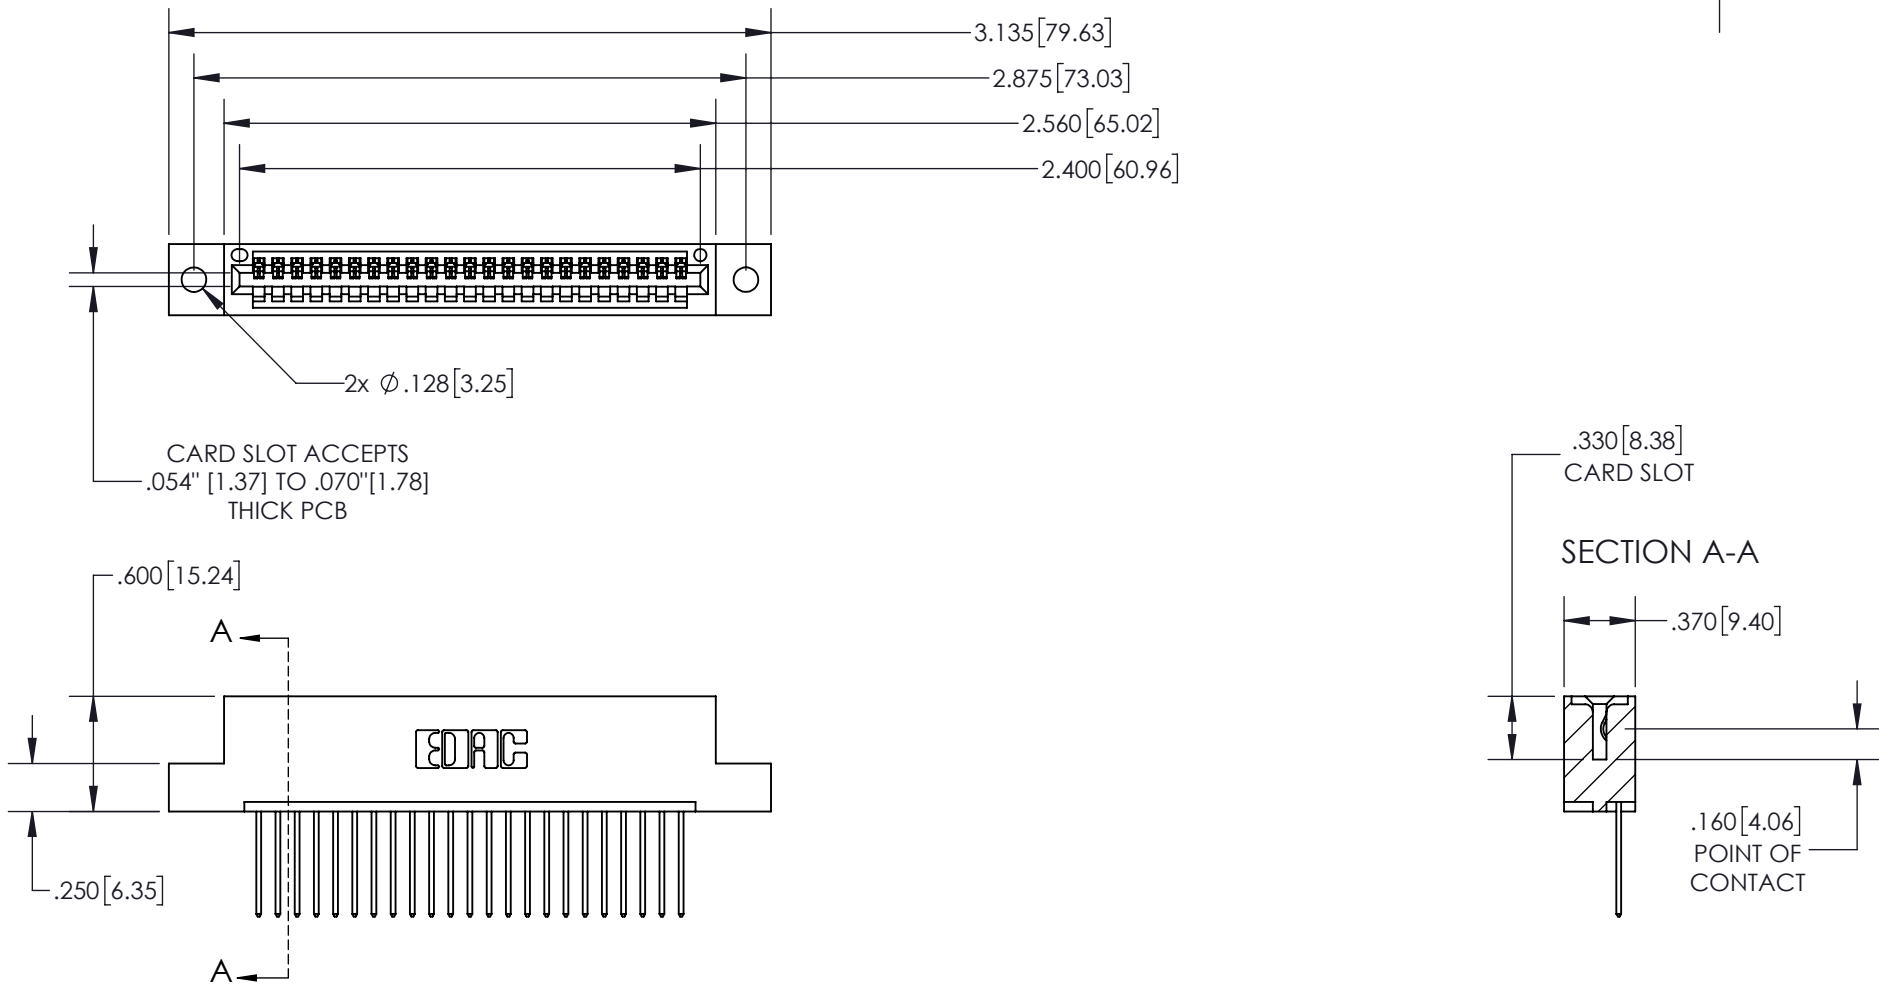 3.135[79.63]
2.875[73.03]
2.560[65.02]
2.400[60.96]
2x ∅.128[3.25]
CARD SLOT ACCEPTS
.054" [1.37] TO .070"[1.78]
THICK PCB
.330[8.38]
CARD SLOT
SECTION A-A
.600[15.24]
A
.370[9.40]
EDAC
.160[4.06]
POINT OF
CONTACT
.250[6.35]
A